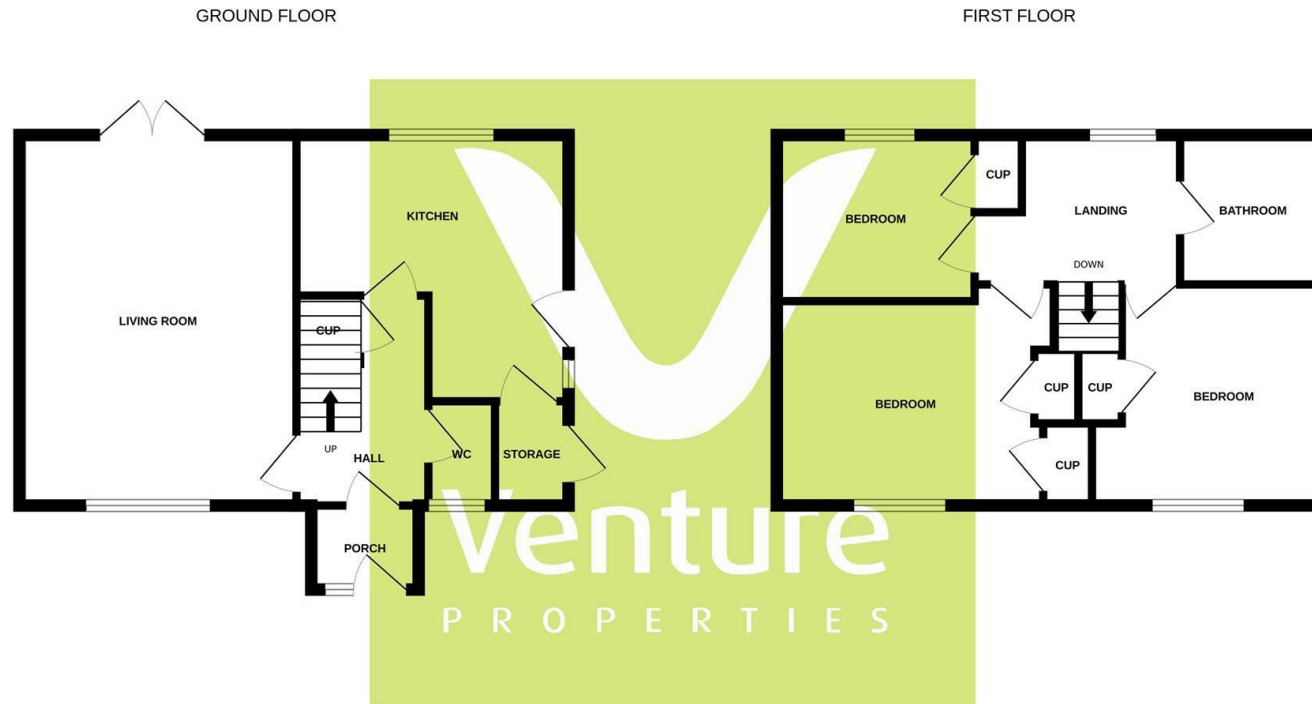 GROUND FLOOR
FIRST FLOOR
LIVING ROOM
KITCHEN
CUP
UP
HALL
WC
STORAGE
PORCH
BEDROOM
CUP
LANDING
BATHROOM
DOWN
BEDROOM
CUP
CUP
BEDROOM
CUP
Venture
PROPERTIES